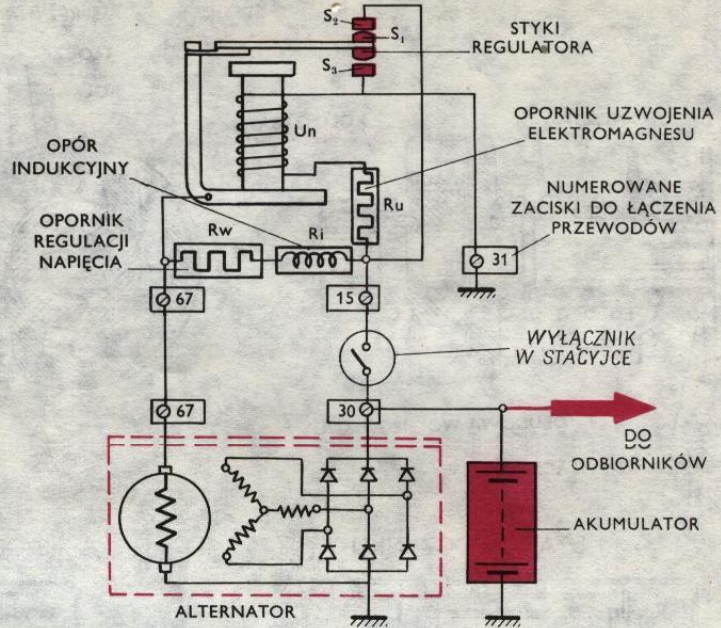 S₂
S₁
STYKI
REGULATORA
S₃
Un
OPORNIK UZWOJENIA
ELEKTROMAGNESU
OPÓR
INDUKCYJNY
Ru
NUMEROWANE
ZACISKI DO ŁĄCZENIA
PRZEWODÓW
OPORNIK
REGULACJI
NAPIĘCIA
Rw
Ri
31
67
15
WYŁĄCZNIK
W STACYJCE
67
30
DO
ODBIORNIKÓW
AKUMULATOR
ALTERNATOR